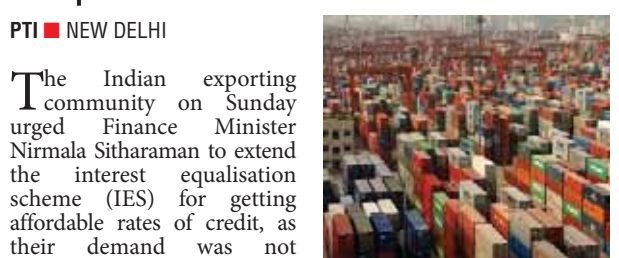 PTI ■ NEW DELHI
The Indian exporting
community on Sunday
urged Finance Minister
Nirmala Sitharaman to extend
the interest equalisation
scheme (IES) for getting
affordable rates of credit, as
their demand was not